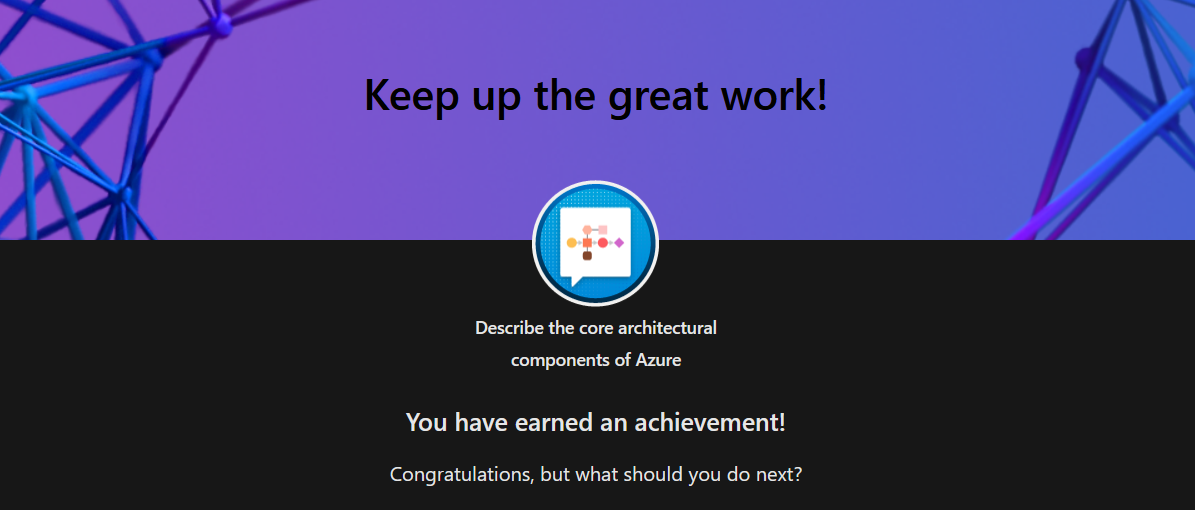 Keep up the great work!
Describe the core architectural
components of Azure
You have earned an achievement!
Congratulations, but what should you do next?